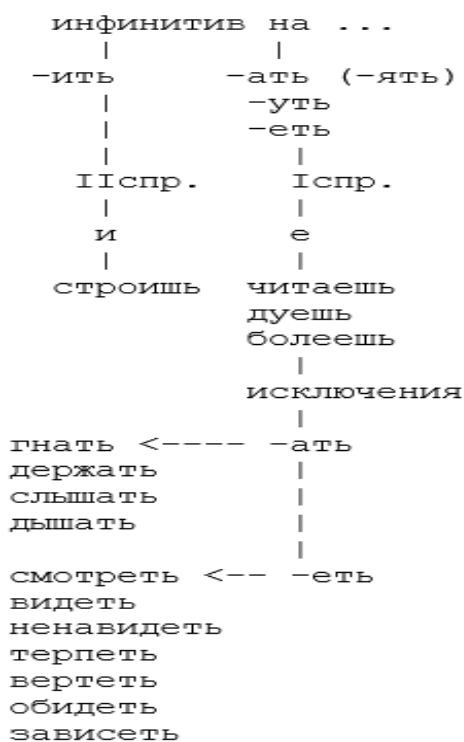 инфинитив на ...
-ить -ать (-ять)
-уть
-еть
IIспр. Iспр.
и е
строишь читаешь
дуешь
болеешь
исключения
гнать <---- -ать
держать
слышать
дышать
смотреть <-- -еть
видеть
ненавидеть
терпеть
вертеть
обидеть
зависеть